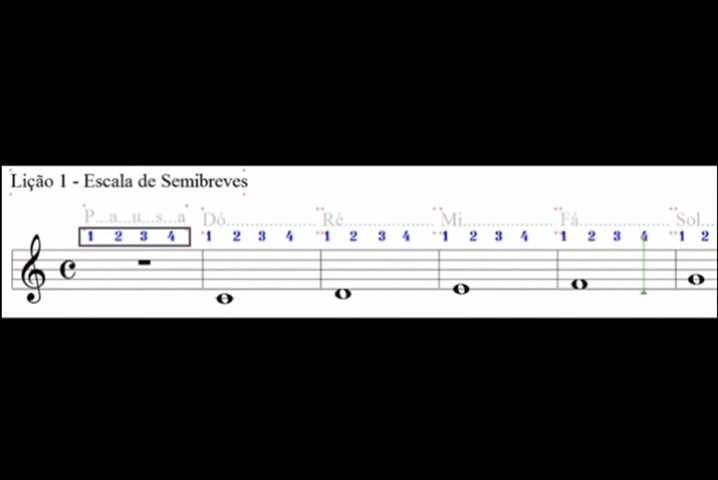 Lição 1 - Escala de Semibreves
P...a...u...s...a Dó Ré Mi Fá Sol
1 2 3 4 1 2 3 4 1 2 3 4 1 2 3 4 1 2 3 4 1 2